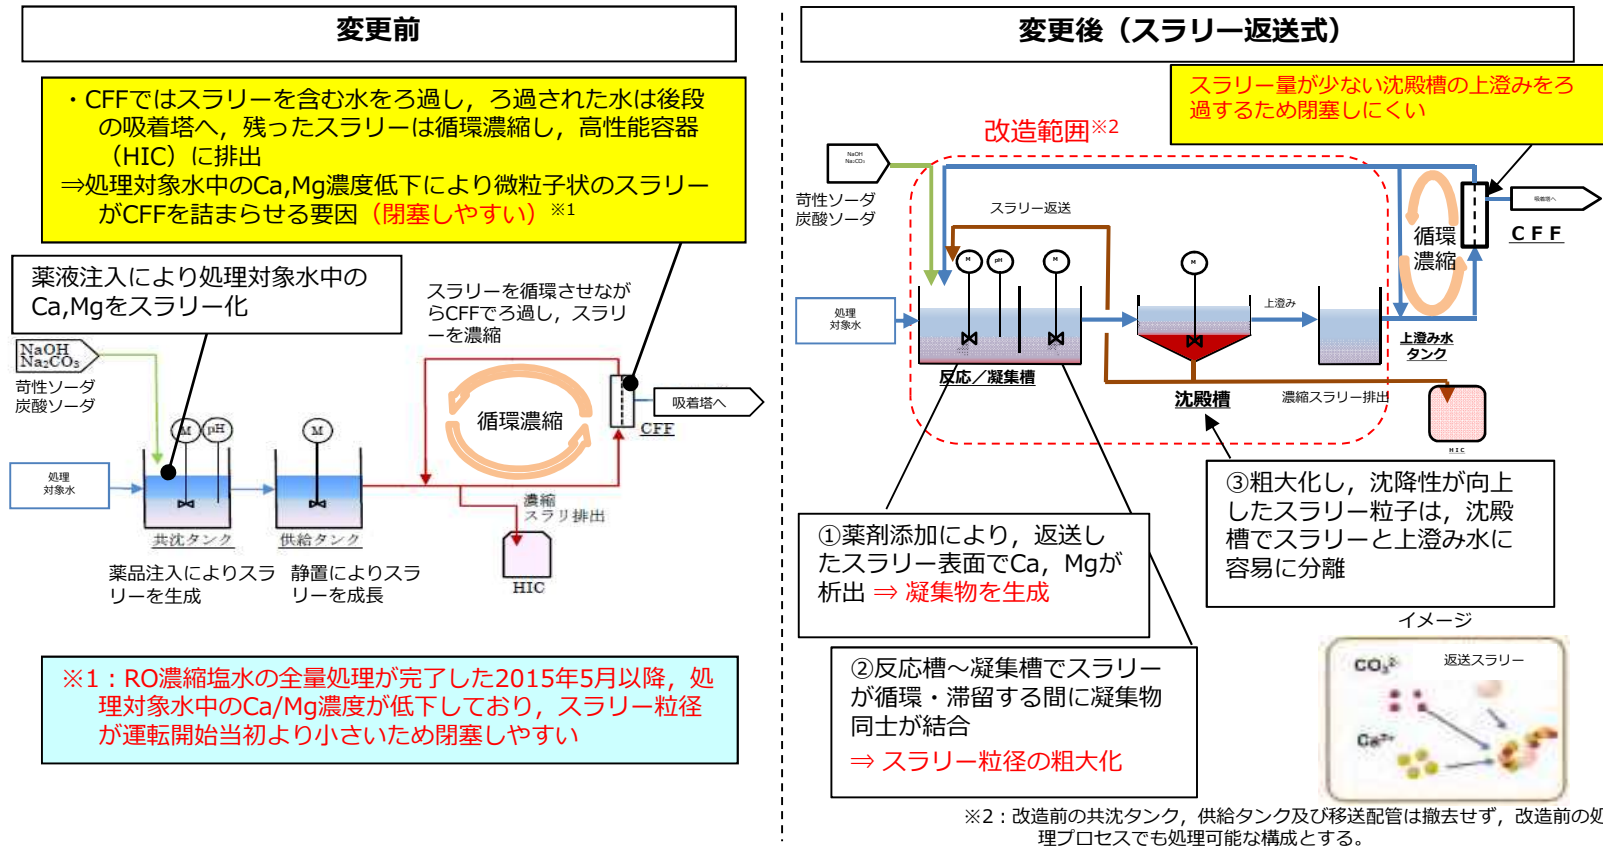 変更前
・CFFではスラリーを含む水をろ過し，ろ過された水は後段
の吸着塔へ，残ったスラリーは循環濃縮し，高性能容器
（HIC）に排出
⇒処理対象水中のCa,Mg濃度低下により微粒子状のスラリー
がCFFを詰まらせる要因（閉塞しやすい）※1
薬液注入により処理対象水中の
Ca,Mgをスラリー化
スラリーを循環させなが
らCFFでろ過し，スラリ
ーを濃縮
NaOH
Na₂CO₃
苛性ソーダ
炭酸ソーダ
M
pH
M
循環濃縮
CFF
吸着塔へ
処理
対象水
共沈タンク
供給タンク
濃縮
スラリ排出
HIC
薬品注入によりスラ
リーを生成
静置によりスラ
リーを成長
※1：RO濃縮塩水の全量処理が完了した2015年5月以降，処
理対象水中のCa/Mg濃度が低下しており，スラリー粒径
が運転開始当初より小さいため閉塞しやすい
変更後（スラリー返送式）
スラリー量が少ない沈殿槽の上澄みをろ
過するため閉塞しにくい
改造範囲※2
NaOH
Na₂CO₃
苛性ソーダ
炭酸ソーダ
スラリー返送
吸着塔へ
CFF
循環
濃縮
M
pH
M
M
処理
対象水
上澄み
反応／凝集槽
沈殿槽
上澄み水
タンク
濃縮スラリー排出
HIC
①薬剤添加により，返送し
たスラリー表面でCa，Mgが
析出 ⇒ 凝集物を生成
②反応槽～凝集槽でスラリー
が循環・滞留する間に凝集物
同士が結合
⇒ スラリー粒径の粗大化
③粗大化し，沈降性が向上
したスラリー粒子は，沈殿
槽でスラリーと上澄み水に
容易に分離
イメージ
CO₃²⁻
返送スラリー
Ca²⁺
※2：改造前の共沈タンク，供給タンク及び移送配管は撤去せず，改造前の処
理プロセスでも処理可能な構成とする。